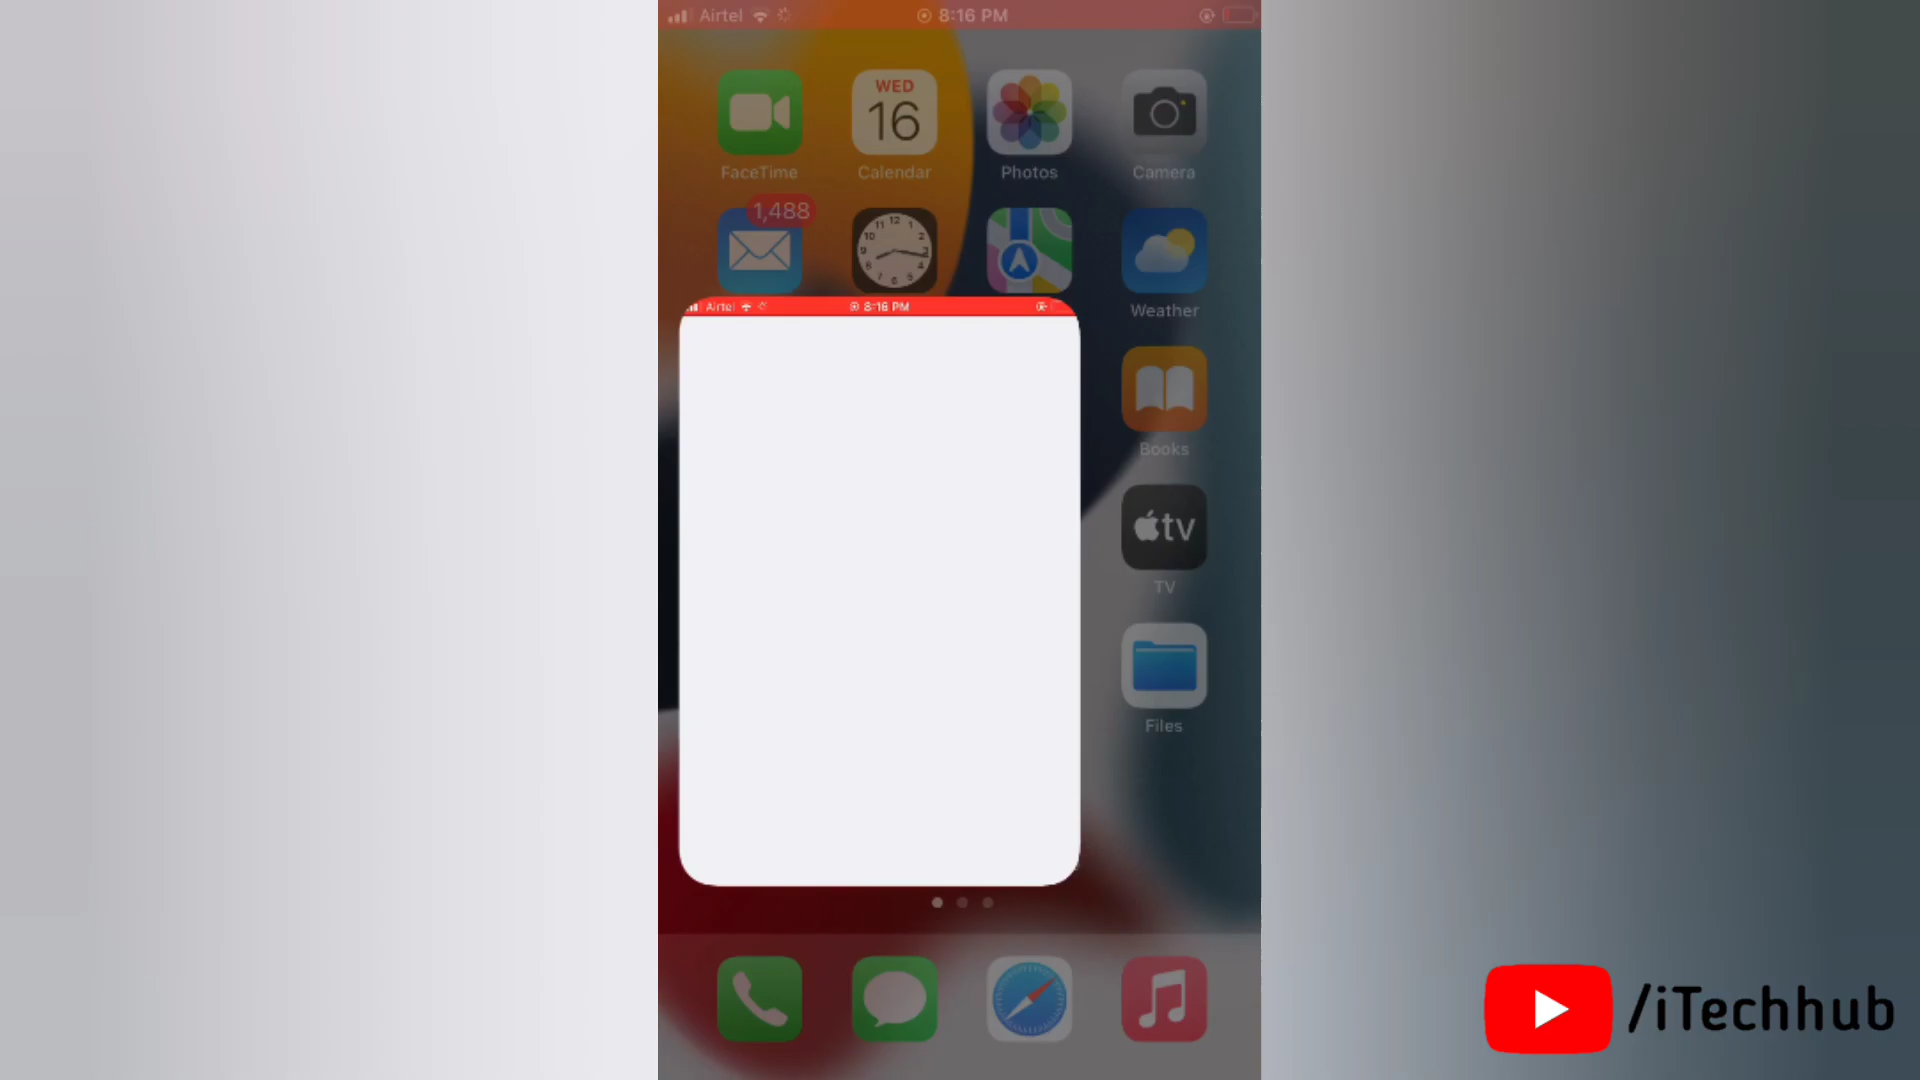 Airtel 8:16 PM
WED
16
FaceTime Calendar Photos Camera
1,488
Weather
Airtel 8:16 PM
Books
tv
TV
Files
/iTechhub